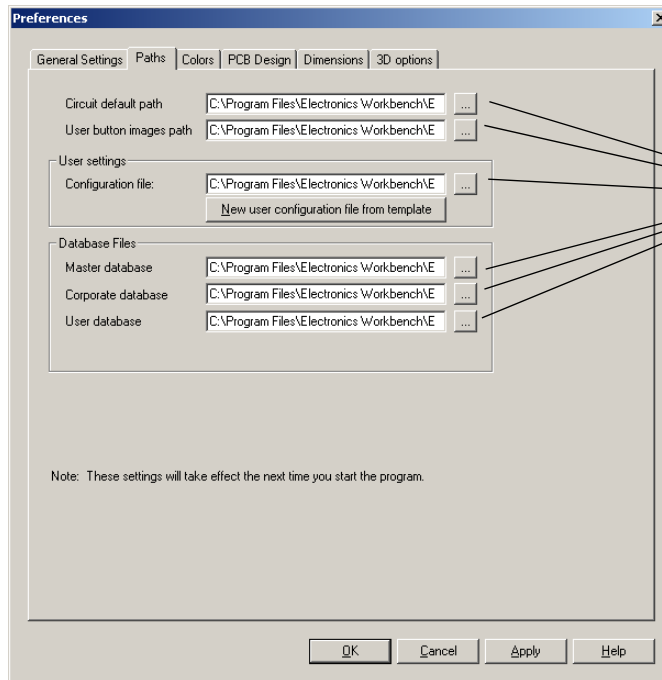 Preferences
General Settings Paths Colors PCB Design Dimensions 3D options
Circuit default path C:\Program Files\Electronics Workbench\E ...
User button images path C:\Program Files\Electronics Workbench\E ...
User settings
Configuration file: C:\Program Files\Electronics Workbench\E ...
New user configuration file from template
Database Files
Master database C:\Program Files\Electronics Workbench\E ...
Corporate database C:\Program Files\Electronics Workbench\E ...
User database C:\Program Files\Electronics Workbench\E ...
Note: These settings will take effect the next time you start the program.
OK Cancel Apply Help